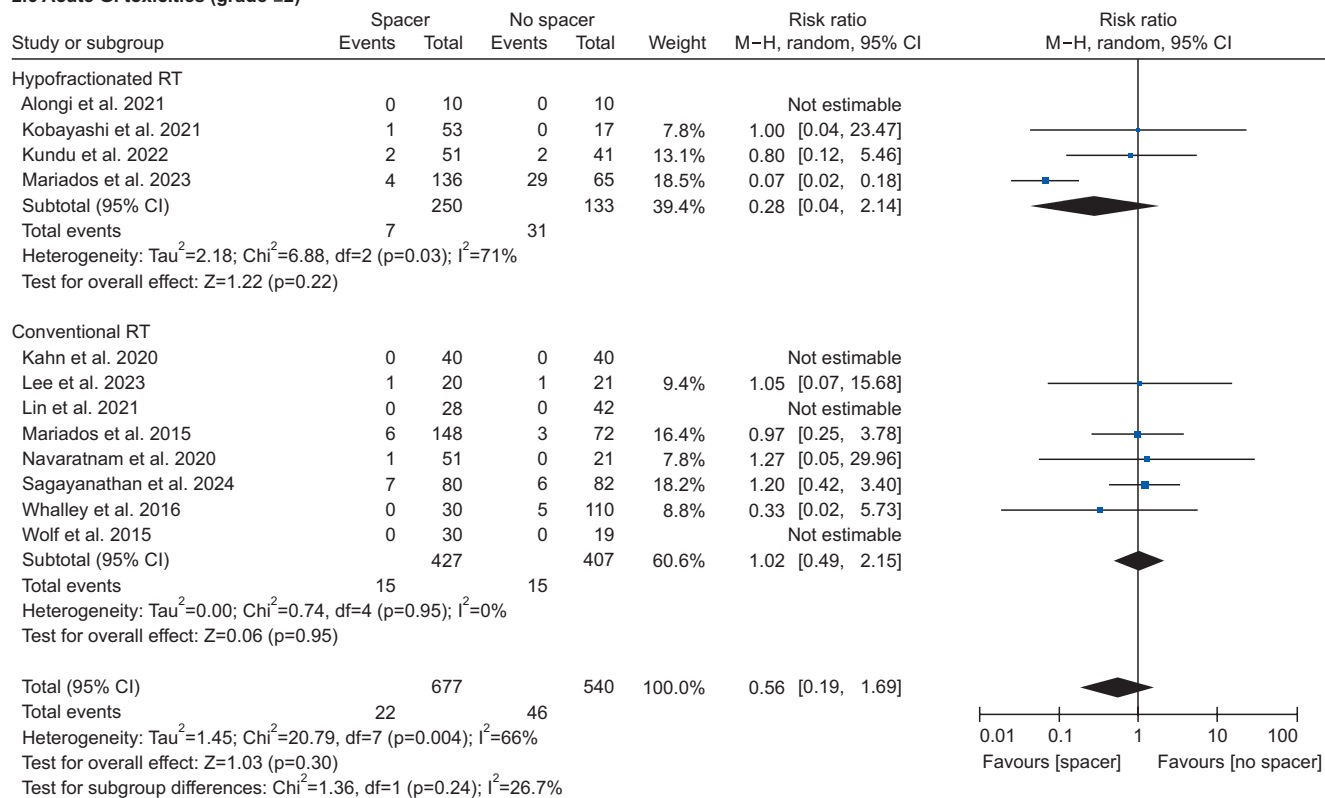 2.6 Acute GI toxicities (grade ≥2)
Spacer No spacer Risk ratio Risk ratio
Study or subgroup Events Total Events Total Weight M−H, random, 95% CI M−H, random, 95% CI
Hypofractionated RT
Alongi et al. 2021 0 10 0 10 Not estimable
Kobayashi et al. 2021 1 53 0 17 7.8% 1.00 [0.04, 23.47]
Kundu et al. 2022 2 51 2 41 13.1% 0.80 [0.12, 5.46]
Mariados et al. 2023 4 136 29 65 18.5% 0.07 [0.02, 0.18]
Subtotal (95% CI) 250 133 39.4% 0.28 [0.04, 2.14]
Total events 7 31
Heterogeneity: Tau²=2.18; Chi²=6.88, df=2 (p=0.03); I²=71%
Test for overall effect: Z=1.22 (p=0.22)
Conventional RT
Kahn et al. 2020 0 40 0 40 Not estimable
Lee et al. 2023 1 20 1 21 9.4% 1.05 [0.07, 15.68]
Lin et al. 2021 0 28 0 42 Not estimable
Mariados et al. 2015 6 148 3 72 16.4% 0.97 [0.25, 3.78]
Navaratnam et al. 2020 1 51 0 21 7.8% 1.27 [0.05, 29.96]
Sagayanathan et al. 2024 7 80 6 82 18.2% 1.20 [0.42, 3.40]
Whalley et al. 2016 0 30 5 110 8.8% 0.33 [0.02, 5.73]
Wolf et al. 2015 0 30 0 19 Not estimable
Subtotal (95% CI) 427 407 60.6% 1.02 [0.49, 2.15]
Total events 15 15
Heterogeneity: Tau²=0.00; Chi²=0.74, df=4 (p=0.95); I²=0%
Test for overall effect: Z=0.06 (p=0.95)
Total (95% CI) 677 540 100.0% 0.56 [0.19, 1.69]
Total events 22 46
Heterogeneity: Tau²=1.45; Chi²=20.79, df=7 (p=0.004); I²=66%
0.01 0.1 1 10 100
Test for overall effect: Z=1.03 (p=0.30)
Favours [spacer] Favours [no spacer]
Test for subgroup differences: Chi²=1.36, df=1 (p=0.24); I²=26.7%